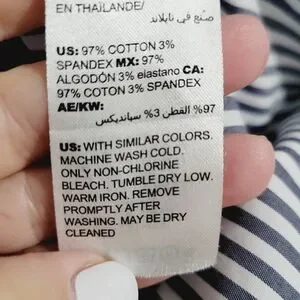 EN THAÏLANDE/
صنع في تايلاند
US: 97% COTTON 3%
SPANDEX MX: 97%
ALGODÓN 3% elastano CA:
97% COTON 3% SPANDEX
AE/KW:
97% القطن 3% سباندیکس
US: WITH SIMILAR COLORS.
MACHINE WASH COLD.
ONLY NON-CHLORINE
BLEACH. TUMBLE DRY LOW.
WARM IRON. REMOVE
PROMPTLY AFTER
WASHING. MAY BE DRY
CLEANED